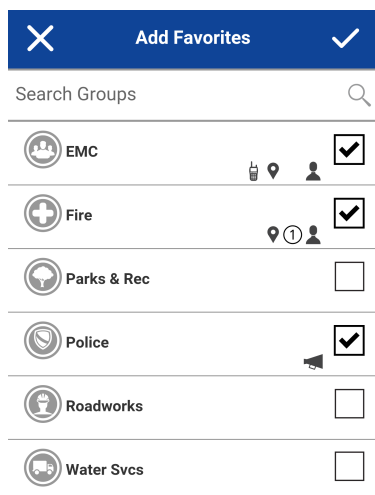 Add Favorites
Search Groups
EMC
Fire
1
Parks & Rec
Police
Roadworks
Water Svcs